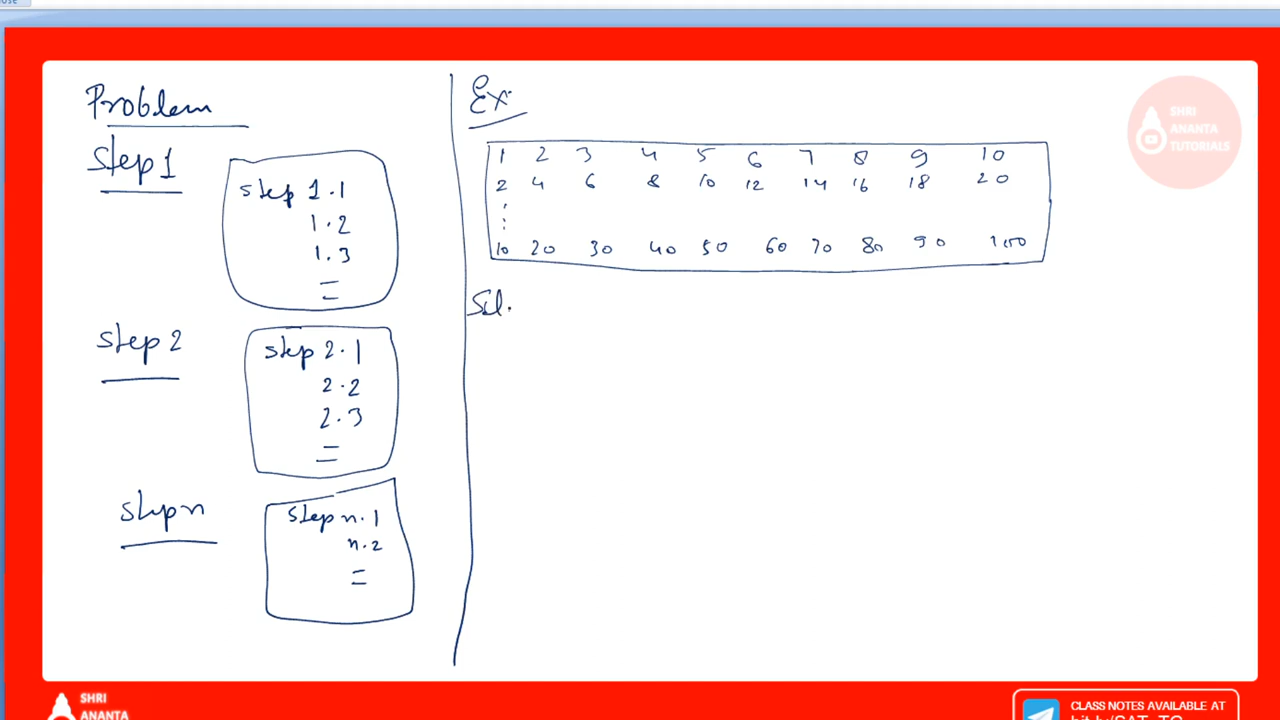 ose
Problem
step 1
step 1.1
1.2
1.3
step 2
step 2.1
2.2
2.3
step n
step n.1
n.2
Ex.
1 2 3 4 5 6 7 8 9 10
2 4 6 8 10 12 14 16 18 20
10 20 30 40 50 60 70 80 90 100
Sol.
SHRI
ANANTA
TUTORIALS
SHRI
ANANTA
CLASS NOTES AVAILABLE AT